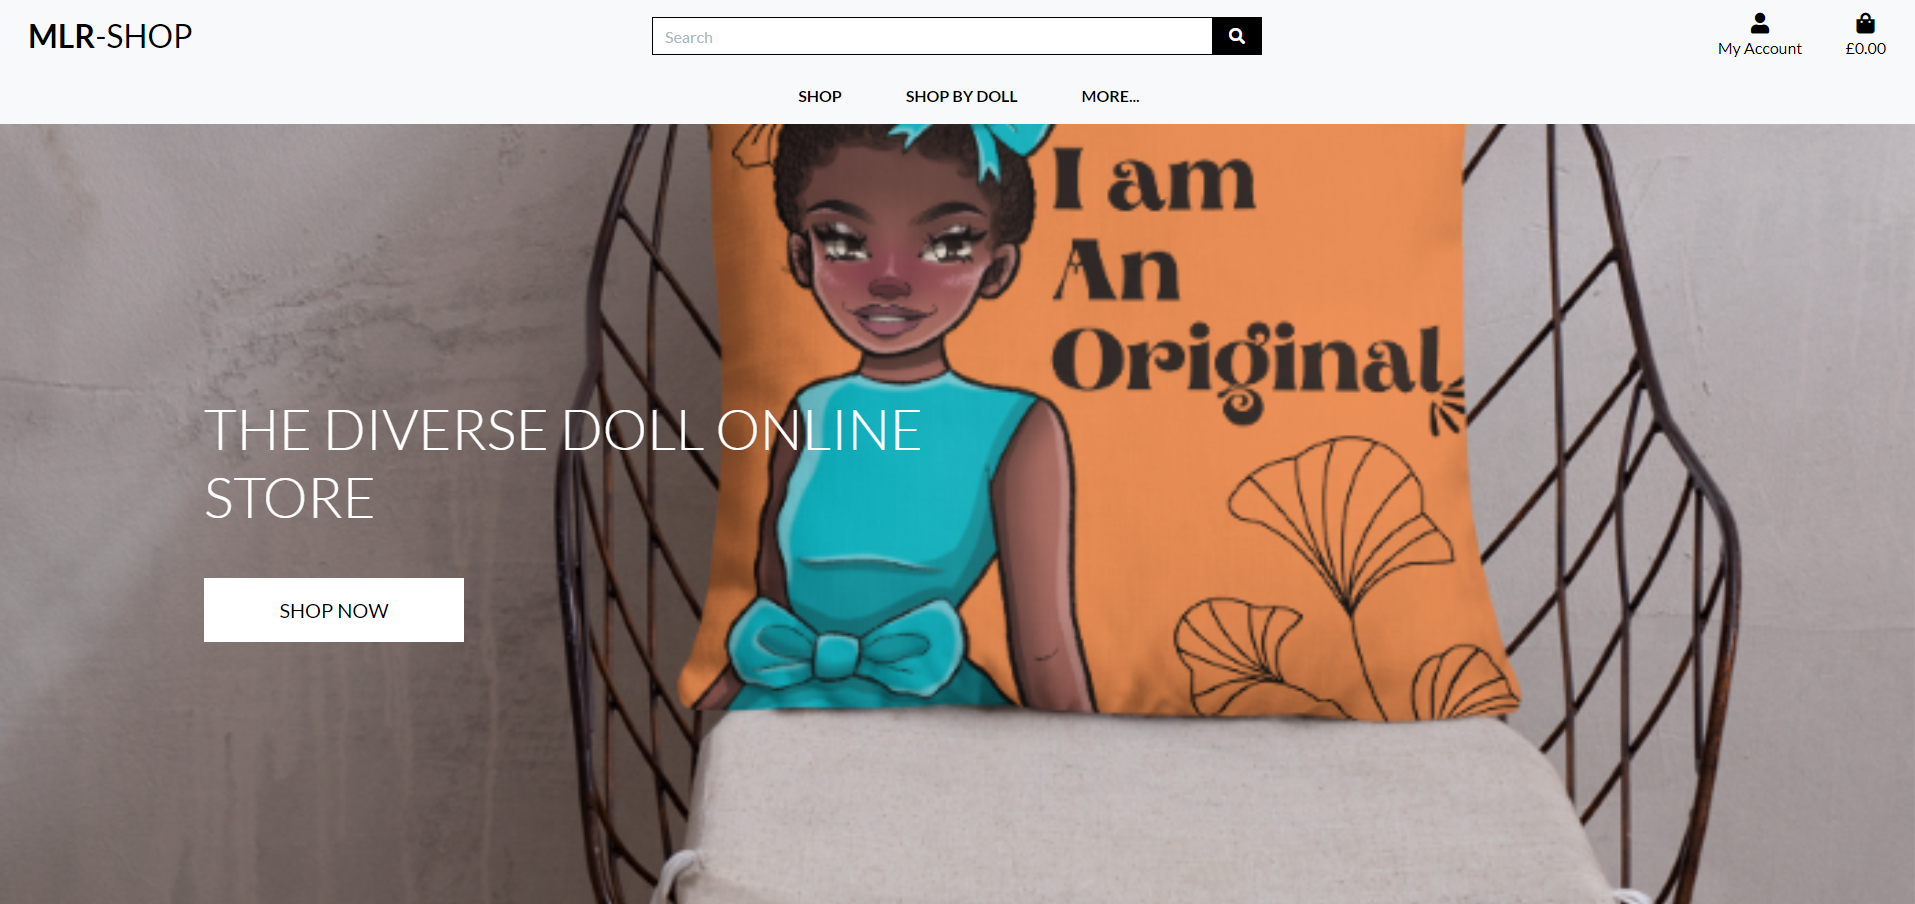 MLR-SHOP
Search
My Account
£0.00
SHOP
SHOP BY DOLL
MORE...
I am
An
Original
THE DIVERSE DOLL ONLINE
STORE
SHOP NOW